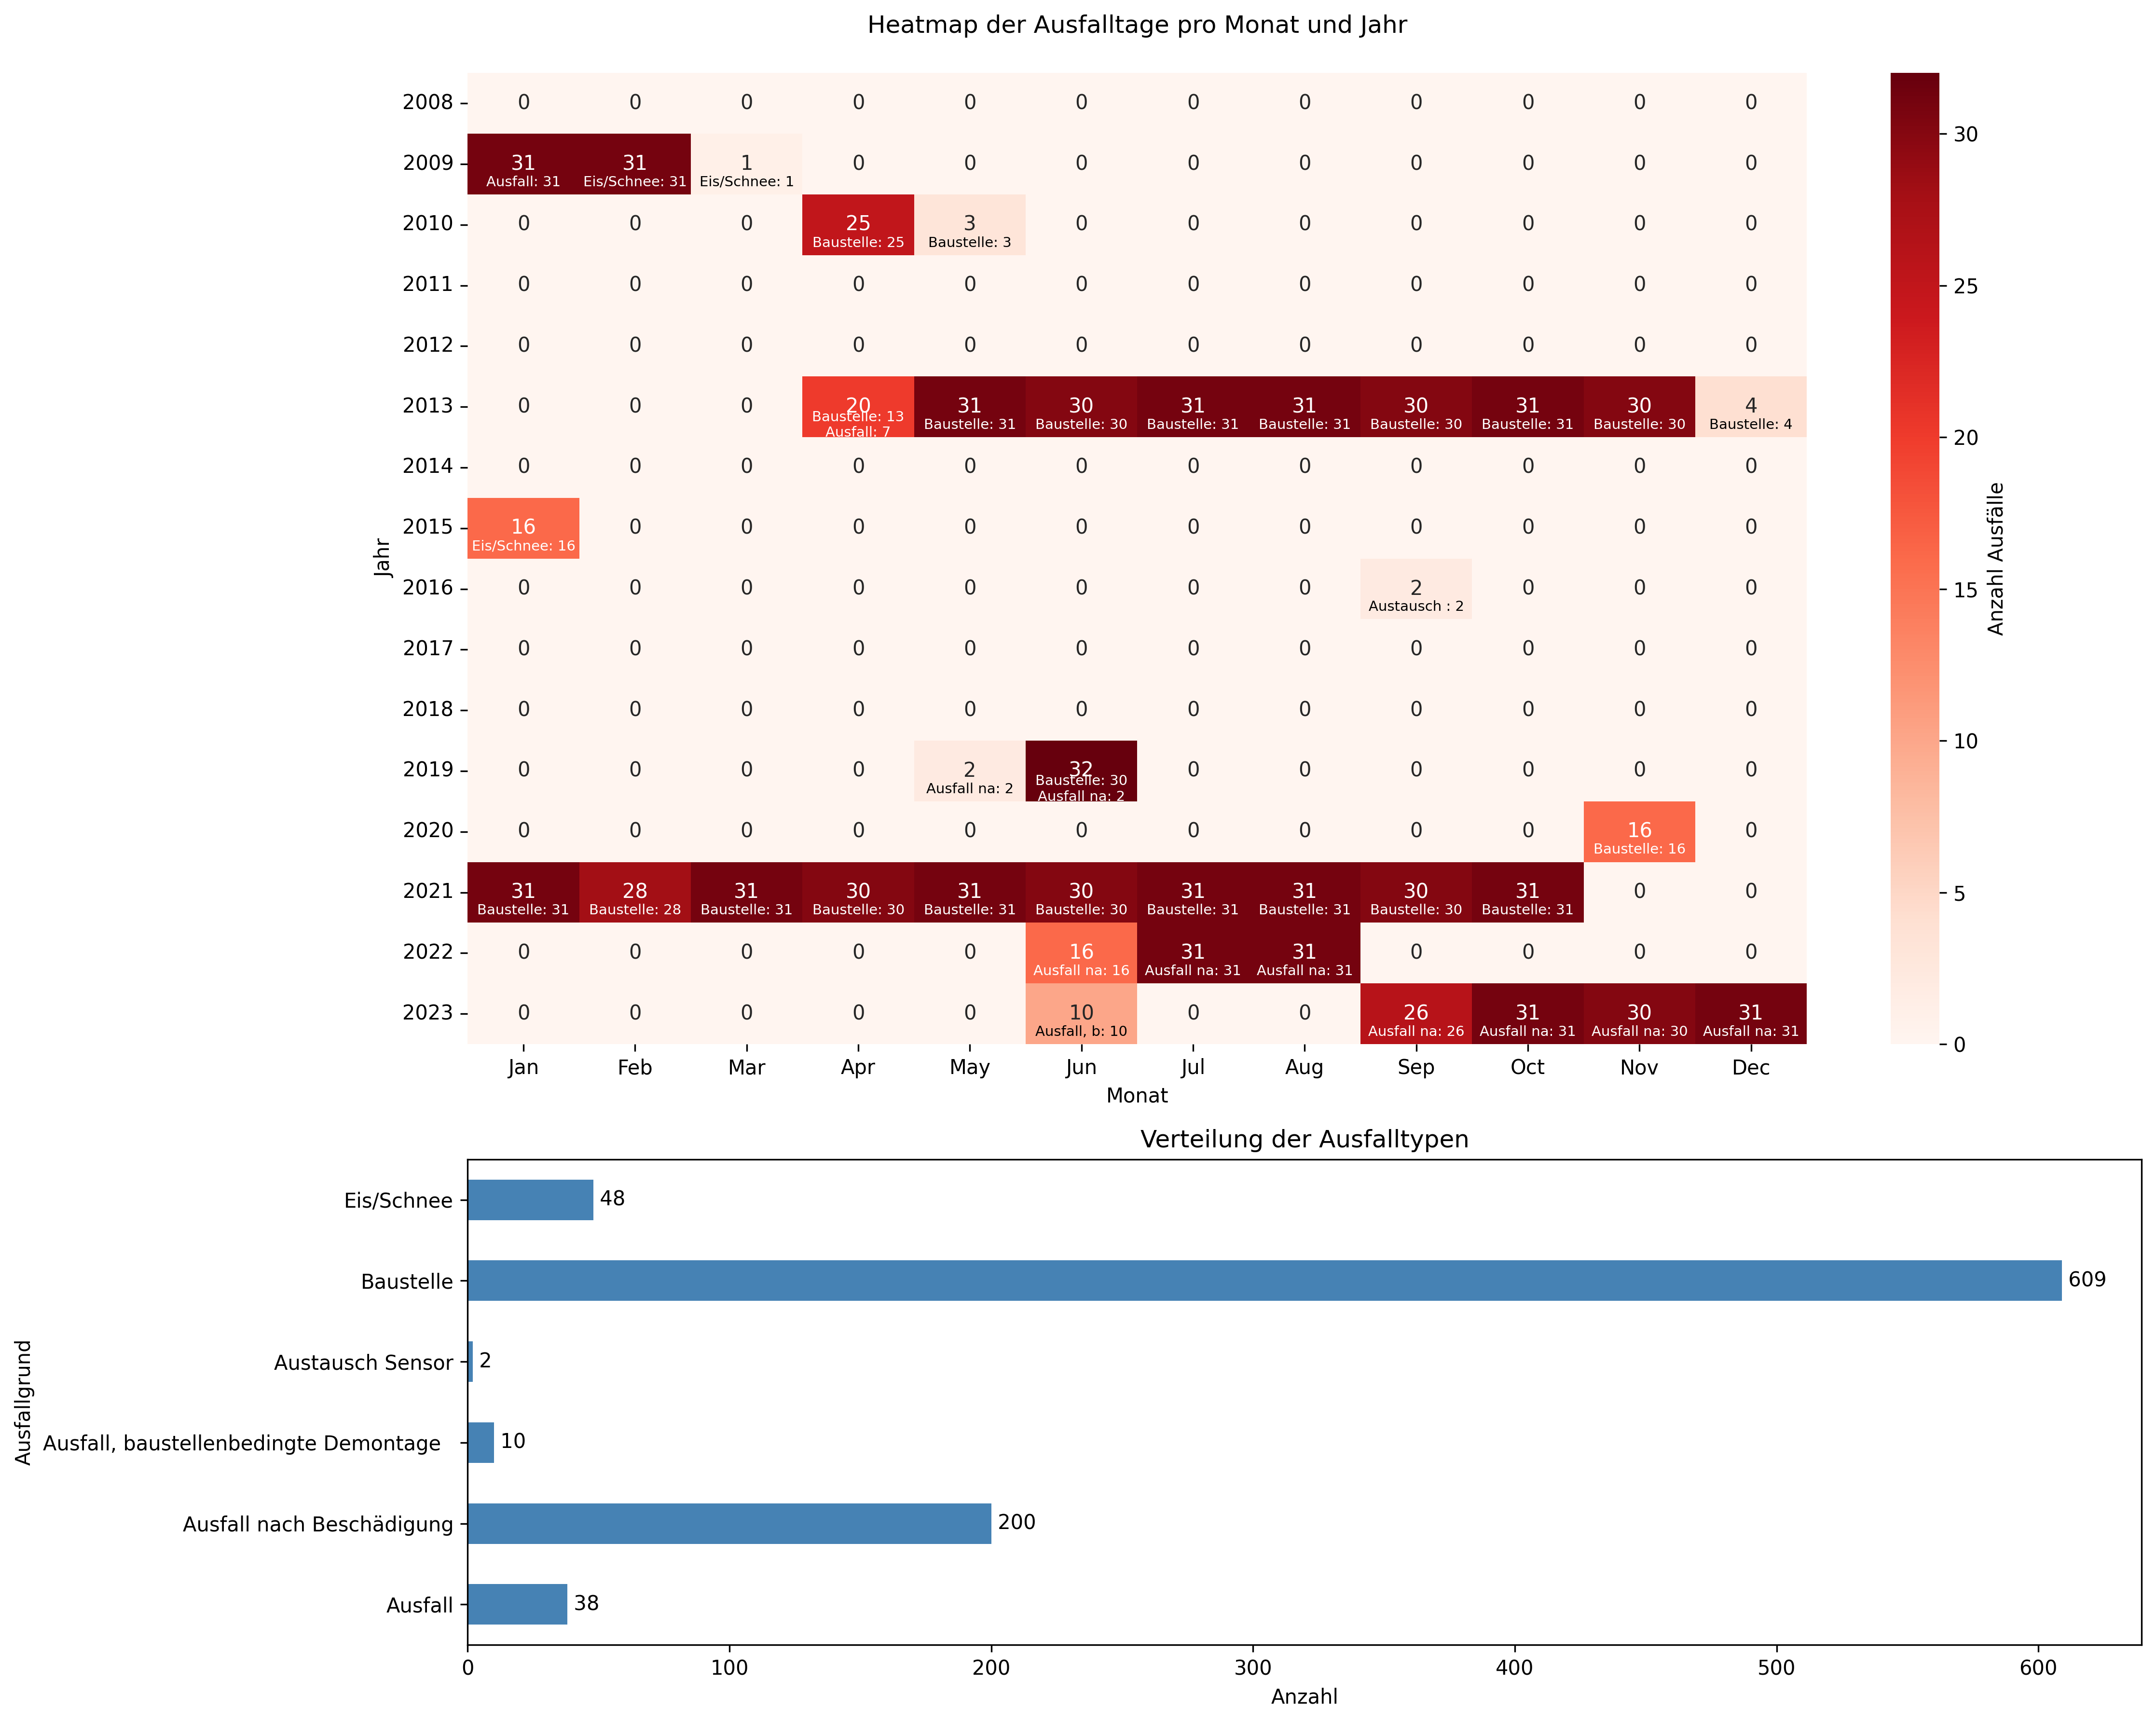 Heatmap der Ausfalltage pro Monat und Jahr
2008 0 0 0 0 0 0 0 0 0 0 0 0
2009 31 31 1 0 0 0 0 0 0 0 0 0
Ausfall: 31 Eis/Schnee: 31 Eis/Schnee: 1
2010 0 0 0 25 3 0 0 0 0 0 0 0
Baustelle: 25 Baustelle: 3
2011 0 0 0 0 0 0 0 0 0 0 0 0
2012 0 0 0 0 0 0 0 0 0 0 0 0
2013 0 0 0 20 31 30 31 31 30 31 30 4
Baustelle: 13 Baustelle: 31 Baustelle: 30 Baustelle: 31 Baustelle: 31 Baustelle: 30 Baustelle: 31 Baustelle: 30 Baustelle: 4
Ausfall: 7
2014 0 0 0 0 0 0 0 0 0 0 0 0
2015 16 0 0 0 0 0 0 0 0 0 0 0
Eis/Schnee: 16
2016 0 0 0 0 0 0 0 0 2 0 0 0
Austausch : 2
2017 0 0 0 0 0 0 0 0 0 0 0 0
2018 0 0 0 0 0 0 0 0 0 0 0 0
2019 0 0 0 0 2 32 0 0 0 0 0 0
Ausfall na: 2 Baustelle: 30
Ausfall na: 2
2020 0 0 0 0 0 0 0 0 0 0 16 0
Baustelle: 16
2021 31 28 31 30 31 30 31 31 30 31 0 0
Baustelle: 31 Baustelle: 28 Baustelle: 31 Baustelle: 30 Baustelle: 31 Baustelle: 30 Baustelle: 31 Baustelle: 31 Baustelle: 30 Baustelle: 31
2022 0 0 0 0 0 16 31 31 0 0 0 0
Ausfall na: 16 Ausfall na: 31 Ausfall na: 31
2023 0 0 0 0 0 10 0 0 26 31 30 31
Ausfall, b: 10 Ausfall na: 26 Ausfall na: 31 Ausfall na: 30 Ausfall na: 31
Jan Feb Mar Apr May Jun Jul Aug Sep Oct Nov Dec
Monat
Jahr
30
25
20
15
10
5
0
Anzahl Ausfälle
Verteilung der Ausfalltypen
Eis/Schnee 48
Baustelle 609
Austausch Sensor 2
Ausfall, baustellenbedingte Demontage 10
Ausfall nach Beschädigung 200
Ausfall 38
Ausfallgrund
0 100 200 300 400 500 600
Anzahl